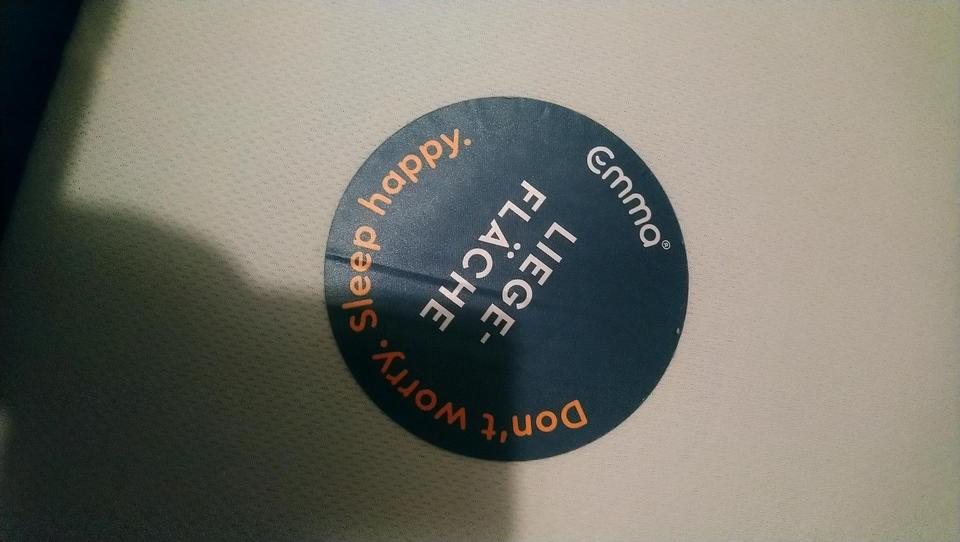 emma®
LIEGE-
FLÄCHE
Don't worry. Sleep happy.